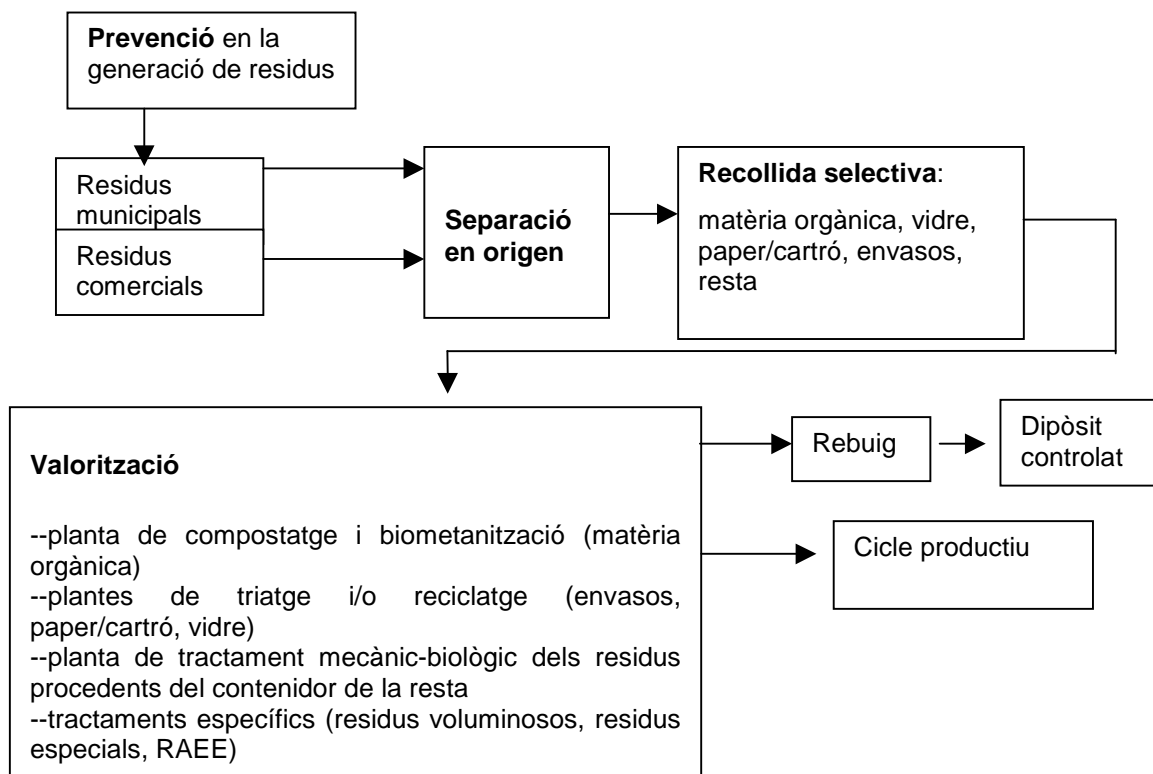 Prevenció en la
generació de residus
Residus
municipals
Residus
comercials
Separació
en origen
Recollida selectiva:
matèria orgànica, vidre,
paper/cartró, envasos,
resta
Valorització
--planta de compostatge i biometanització (matèria
orgànica)
--plantes de triatge i/o reciclatge (envasos,
paper/cartró, vidre)
--planta de tractament mecànic-biològic dels residus
procedents del contenidor de la resta
--tractaments específics (residus voluminosos, residus
especials, RAEE)
Rebuig
Dipòsit
controlat
Cicle productiu